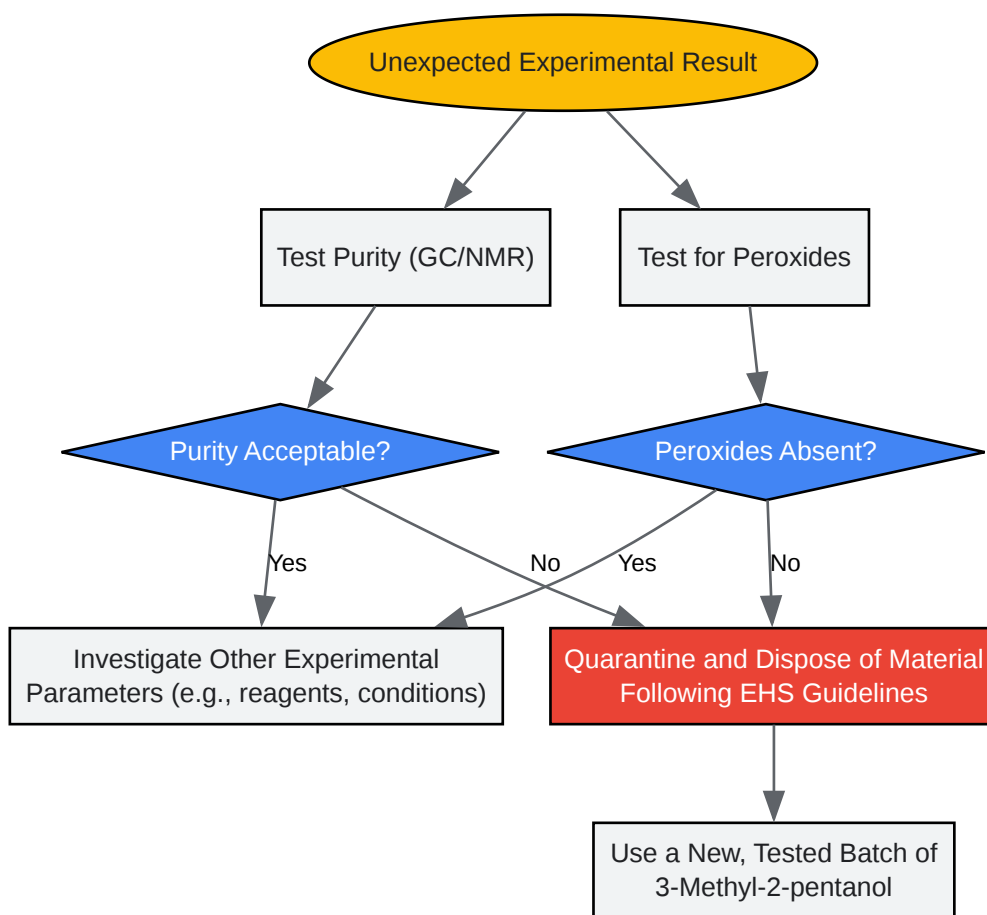 Unexpected Experimental Result
Test Purity (GC/NMR)
Test for Peroxides
Purity Acceptable?
Peroxides Absent?
Yes
No
Yes
No
Investigate Other Experimental
Parameters (e.g., reagents, conditions)
Quarantine and Dispose of Material
Following EHS Guidelines
Use a New, Tested Batch of
3-Methyl-2-pentanol